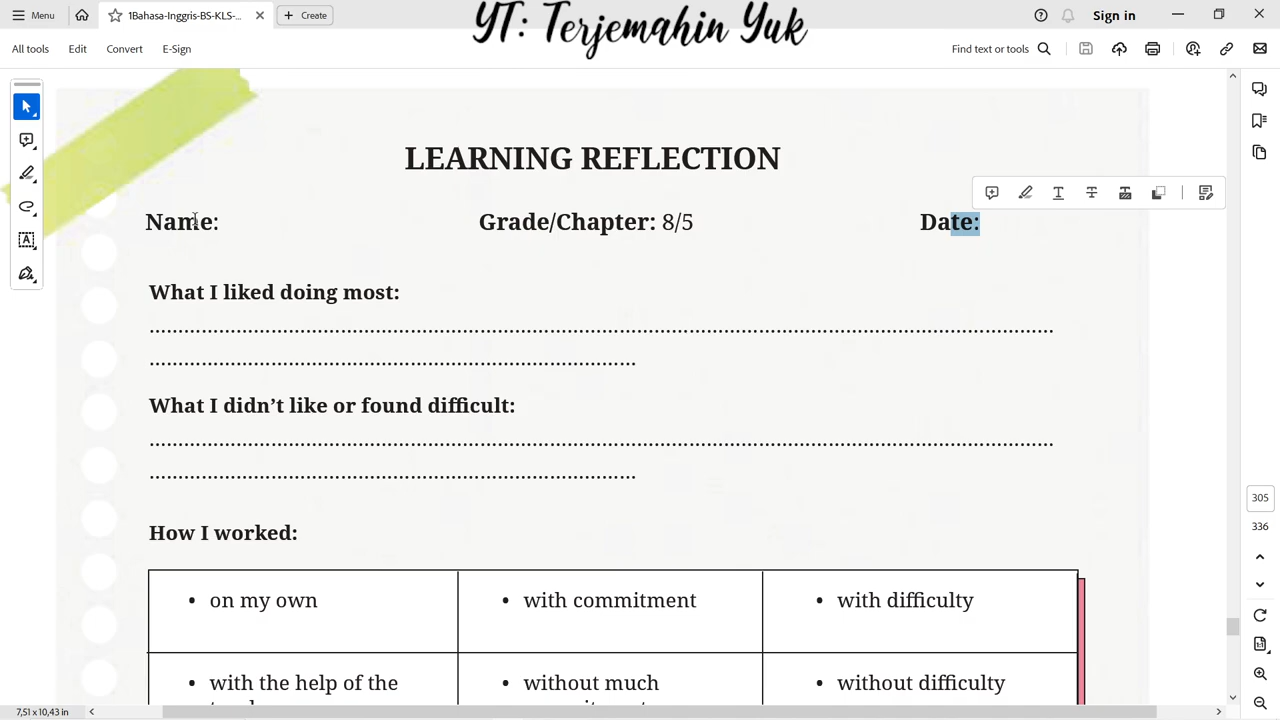 Menu
1Bahasa-Inggris-BS-KLS-...
Create
YT: Terjemahin Yuk
Sign in
All tools
Edit
Convert
E-Sign
Find text or tools
LEARNING REFLECTION
Name:
Grade/Chapter: 8/5
Date:
What I liked doing most:
What I didn't like or found difficult:
How I worked:
• on my own
• with commitment
• with difficulty
• with the help of the
• without much
• without difficulty
305
336
7,51 x 10,43 in